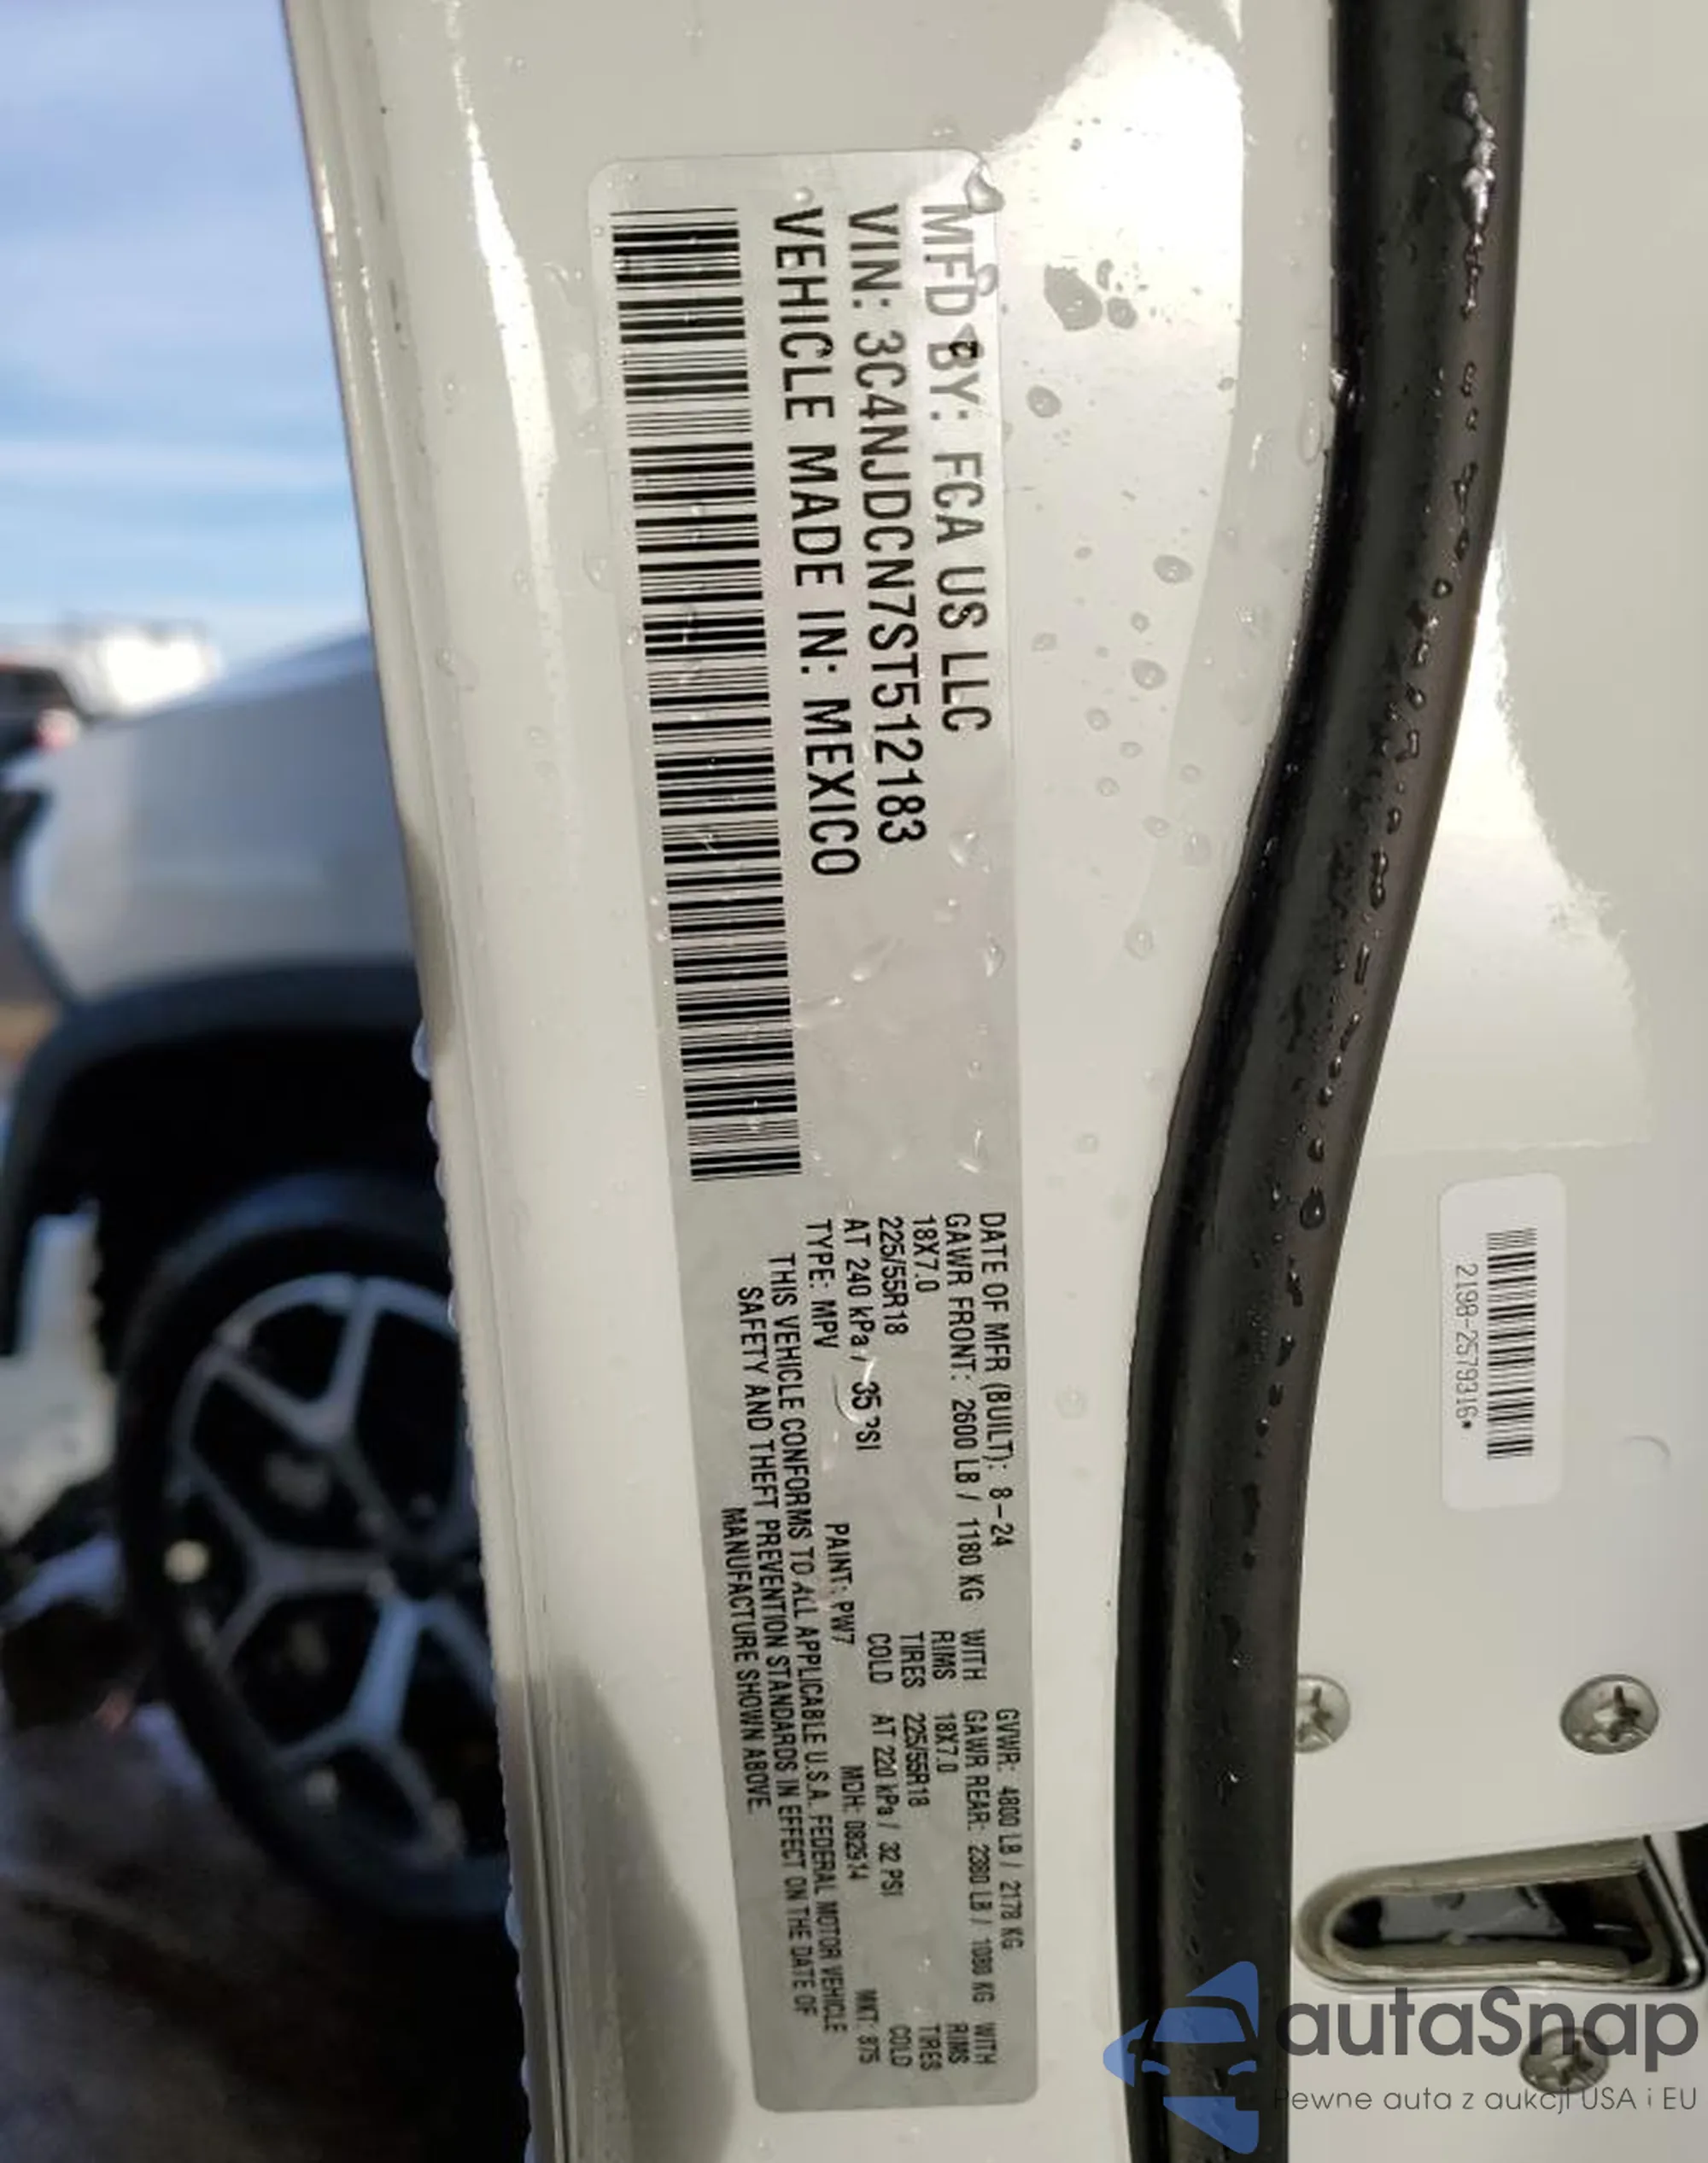 MFD BY: FCA US LLC
VIN: 3C4NJDCN7ST512183
VEHICLE MADE IN: MEXICO
DATE OF MFR (BUILT): 8-24 GVWR: 4800 LB / 2178 KG
GAWR FRONT: 2600 LB / 1180 KG WITH GAWR REAR: 2380 LB / 1080 KG WITH
18X7.0 RIMS 18X7.0 RIMS
225/55R18 TIRES 225/55R18 TIRES
AT 240 kPa / 35 PSI COLD AT 220 kPa / 32 PSI COLD
TYPE: MPV PAINT: PW7 MDH: 082914 MKT: 875
THIS VEHICLE CONFORMS TO ALL APPLICABLE U.S.A. FEDERAL MOTOR VEHICLE
SAFETY AND THEFT PREVENTION STANDARDS IN EFFECT ON THE DATE OF
MANUFACTURE SHOWN ABOVE.
2198-2579316*
autaSnap
Pewne auta z aukcji USA i EU